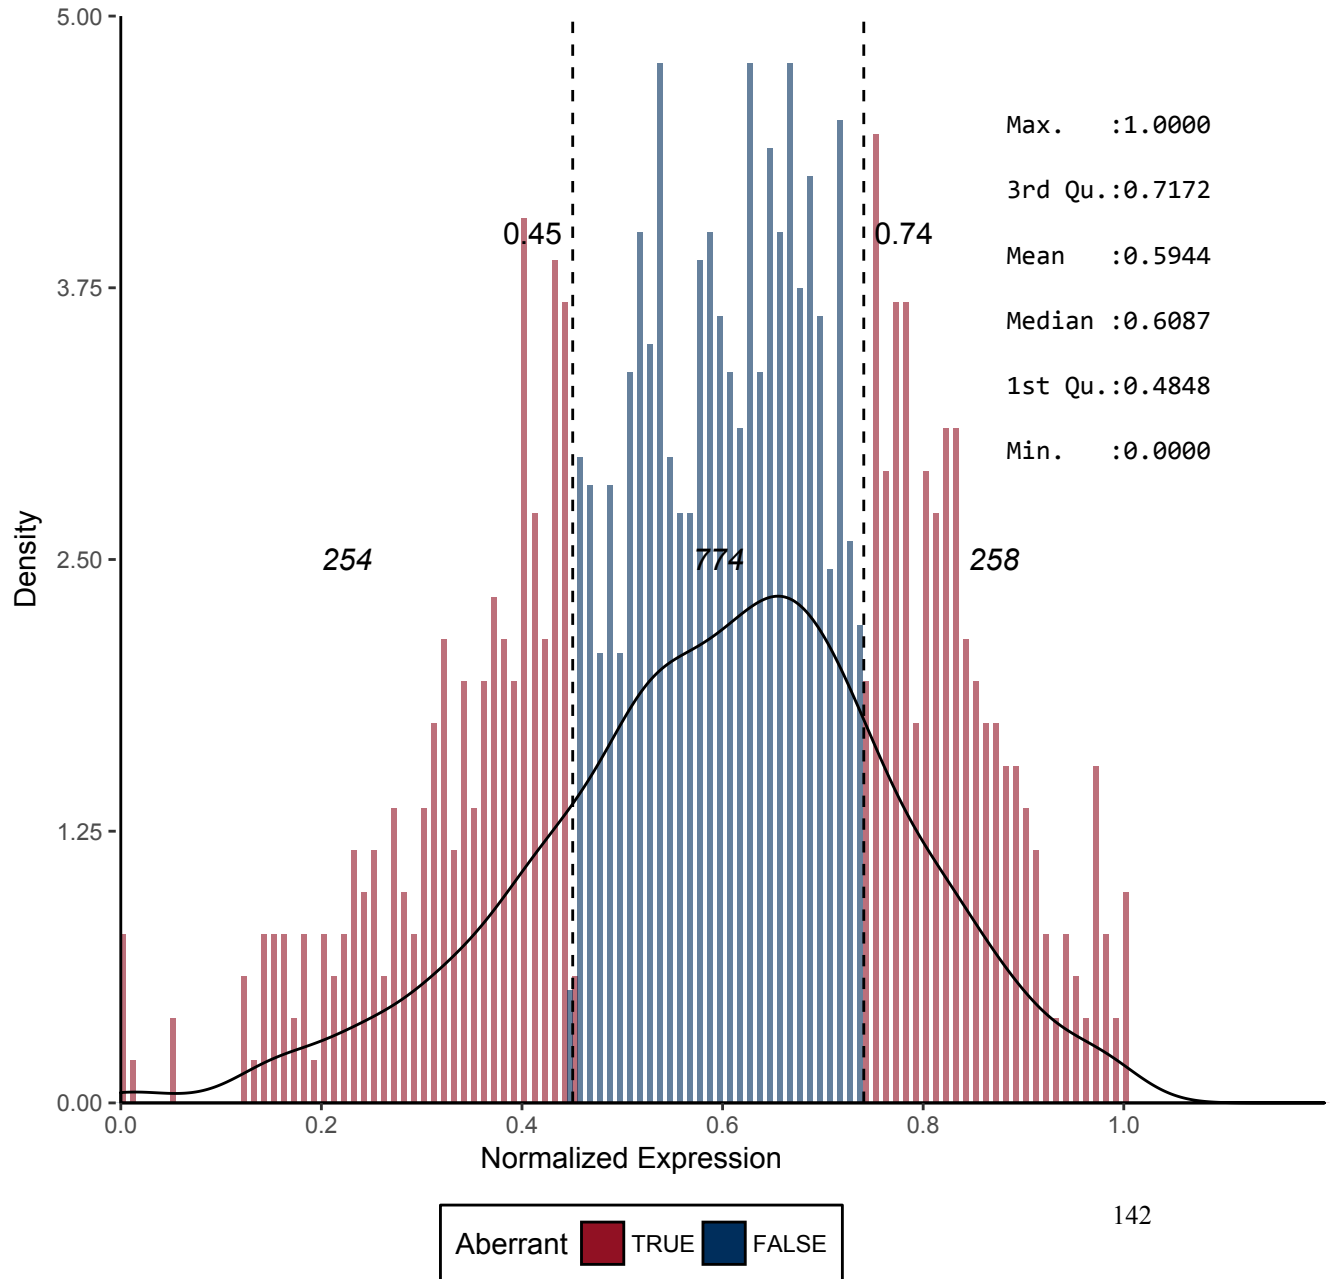 5.00
Max.   :1.0000
3rd Qu.:0.7172
0.45
0.74
Mean   :0.5944
3.75
Median :0.6087
1st Qu.:0.4848
Min.   :0.0000
Density
2.50
254
774
258
1.25
0.00
0.0 0.2 0.4 0.6 0.8 1.0
Normalized Expression
142
Aberrant TRUE FALSE